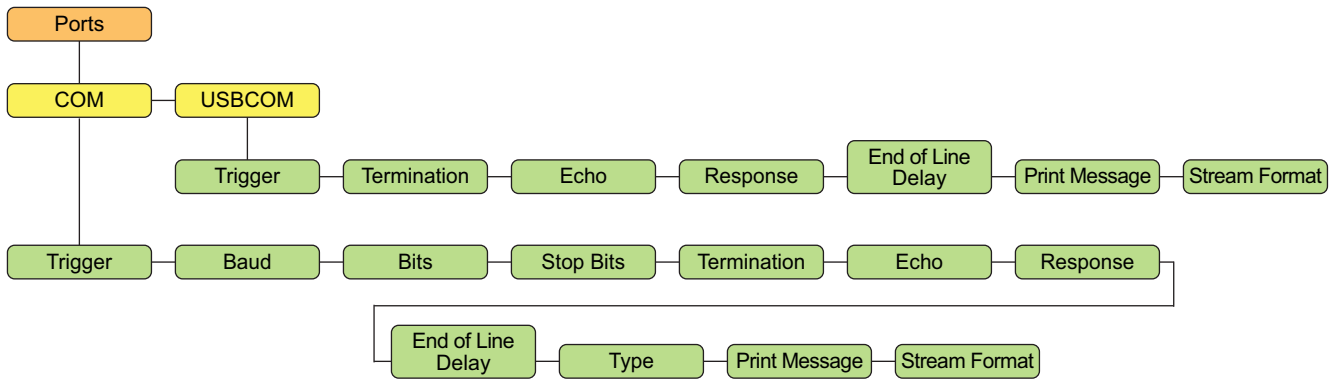 Ports
COM
USBCOM
Trigger
Termination
Echo
Response
End of Line
Delay
Print Message
Stream Format
Trigger
Baud
Bits
Stop Bits
Termination
Echo
Response
End of Line
Delay
Type
Print Message
Stream Format